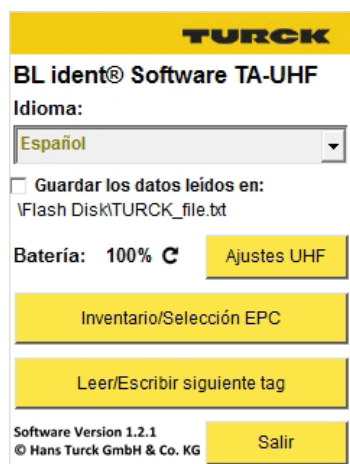 TURCK
BL ident® Software TA-UHF
Idioma:
Español
Guardar los datos leídos en:
\Flash Disk\TURCK_file.txt
Batería: 100% Ajustes UHF
Inventario/Selección EPC
Leer/Escribir siguiente tag
Software Version 1.2.1
© Hans Turck GmbH & Co. KG
Salir